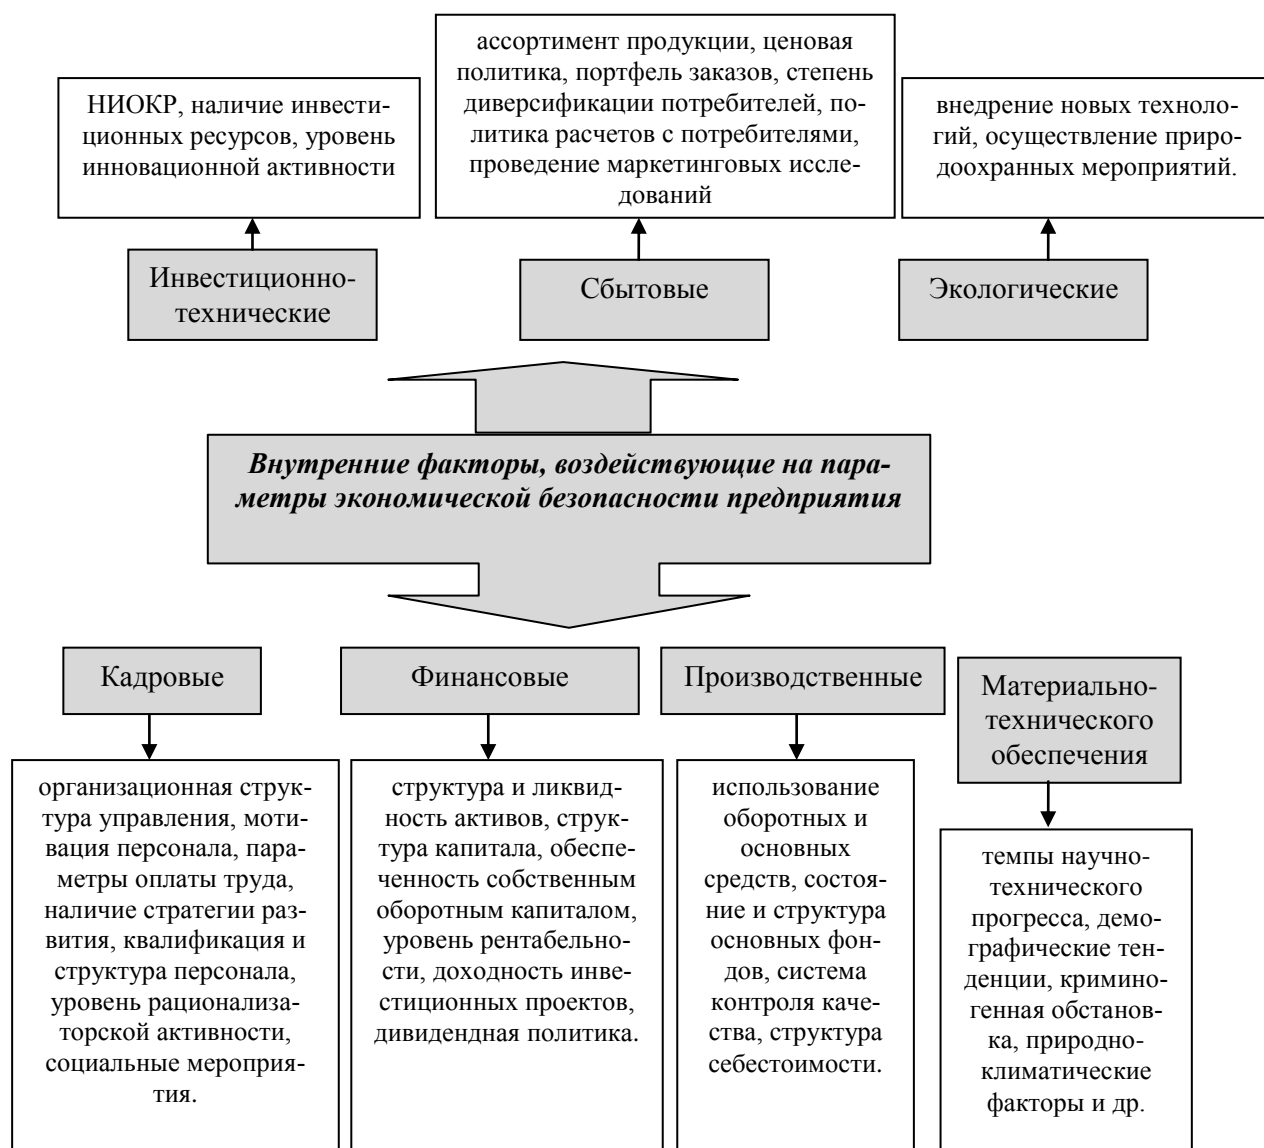 НИОКР, наличие инвести-
ционных ресурсов, уровень
инновационной активности
ассортимент продукции, ценовая
политика, портфель заказов, степень
диверсификации потребителей, по-
литика расчетов с потребителями,
проведение маркетинговых иссле-
дований
внедрение новых техноло-
гий, осуществление приро-
доохранных мероприятий.
Инвестиционно-
технические
Сбытовые
Экологические
Внутренние факторы, воздействующие на пара-
метры экономической безопасности предприятия
Кадровые
Финансовые
Производственные
Материально-
технического
обеспечения
организационная струк-
тура управления, моти-
вация персонала, пара-
метры оплаты труда,
наличие стратегии раз-
вития, квалификация и
структура персонала,
уровень рационализа-
торской активности,
социальные мероприя-
тия.
структура и ликвид-
ность активов, струк-
тура капитала, обеспе-
ченность собственным
оборотным капиталом,
уровень рентабельно-
сти, доходность инве-
стиционных проектов,
дивидендная политика.
использование
оборотных и
основных
средств, состоя-
ние и структура
основных фон-
дов, система
контроля каче-
ства, структура
себестоимости.
темпы научно-
технического
прогресса, демо-
графические тен-
денции, кримино-
генная обстанов-
ка, природно-
климатические
факторы и др.